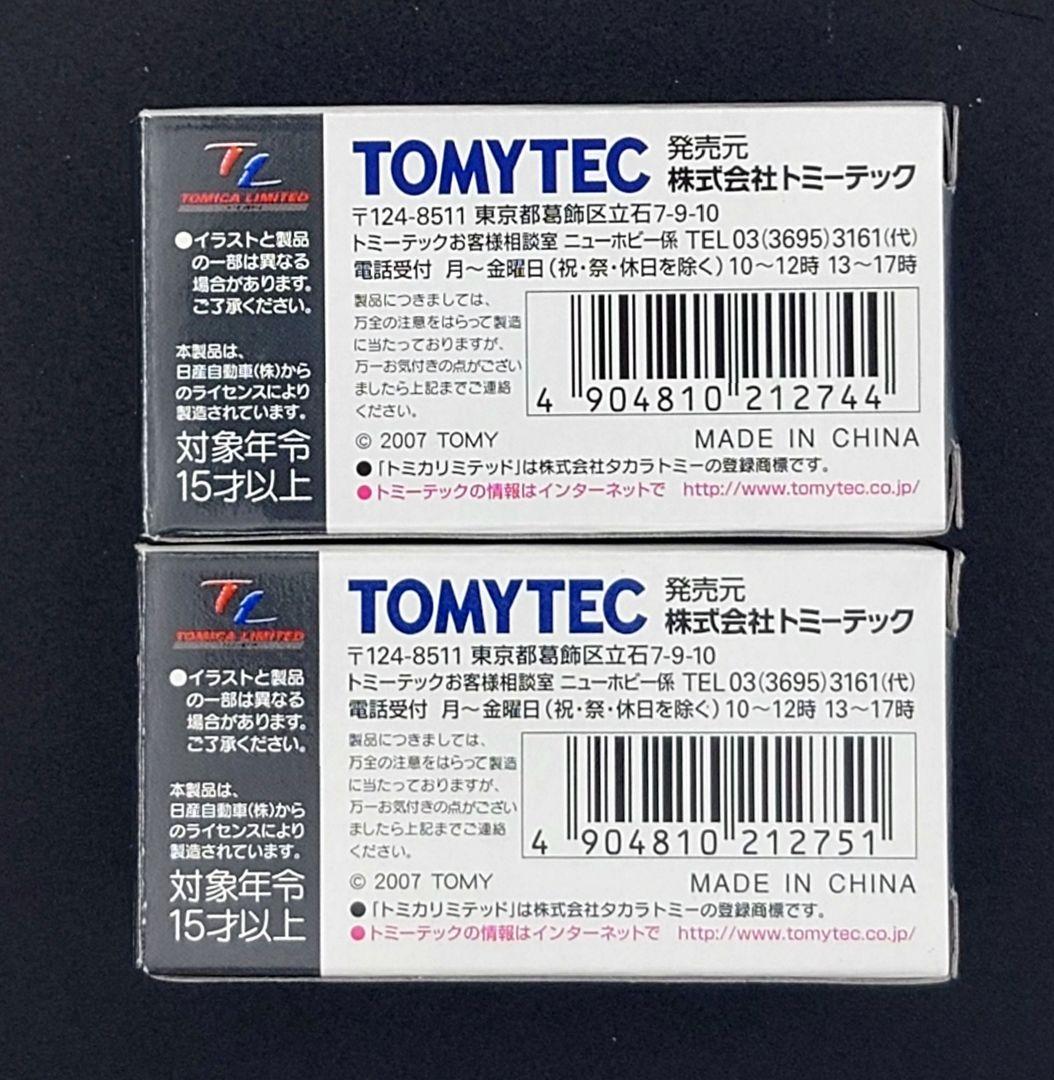 TL
TOMICA LIMITED
●イラストと製品
の一部は異なる
場合があります。
ご了承ください。
本製品は、
日産自動車(株)から
のライセンスにより
製造されています。
対象年令
15才以上
TOMYTEC
発売元
株式会社トミーテック
〒124-8511 東京都葛飾区立石7-9-10
トミーテックお客様相談室 ニューホビー係 TEL 03(3695)3161(代)
電話受付 月〜金曜日(祝・祭・休日を除く)10〜12時 13〜17時
製品につきましては、
万全の注意をはらって製造
に当たっておりますが、
万一お気付きの点がござい
ましたら上記までご連絡
ください。
4 904810 212744
© 2007 TOMY MADE IN CHINA
●「トミカリミテッド」は株式会社タカラトミーの登録商標です。
●トミーテックの情報はインターネットで http://www.tomytec.co.jp/
TL
TOMICA LIMITED
●イラストと製品
の一部は異なる
場合があります。
ご了承ください。
本製品は、
日産自動車(株)から
のライセンスにより
製造されています。
対象年令
15才以上
TOMYTEC
発売元
株式会社トミーテック
〒124-8511 東京都葛飾区立石7-9-10
トミーテックお客様相談室 ニューホビー係 TEL 03(3695)3161(代)
電話受付 月〜金曜日(祝・祭・休日を除く)10〜12時 13〜17時
製品につきましては、
万全の注意をはらって製造
に当たっておりますが、
万一お気付きの点がござい
ましたら上記までご連絡
ください。
4 904810 212751
© 2007 TOMY MADE IN CHINA
●「トミカリミテッド」は株式会社タカラトミーの登録商標です。
●トミーテックの情報はインターネットで http://www.tomytec.co.jp/